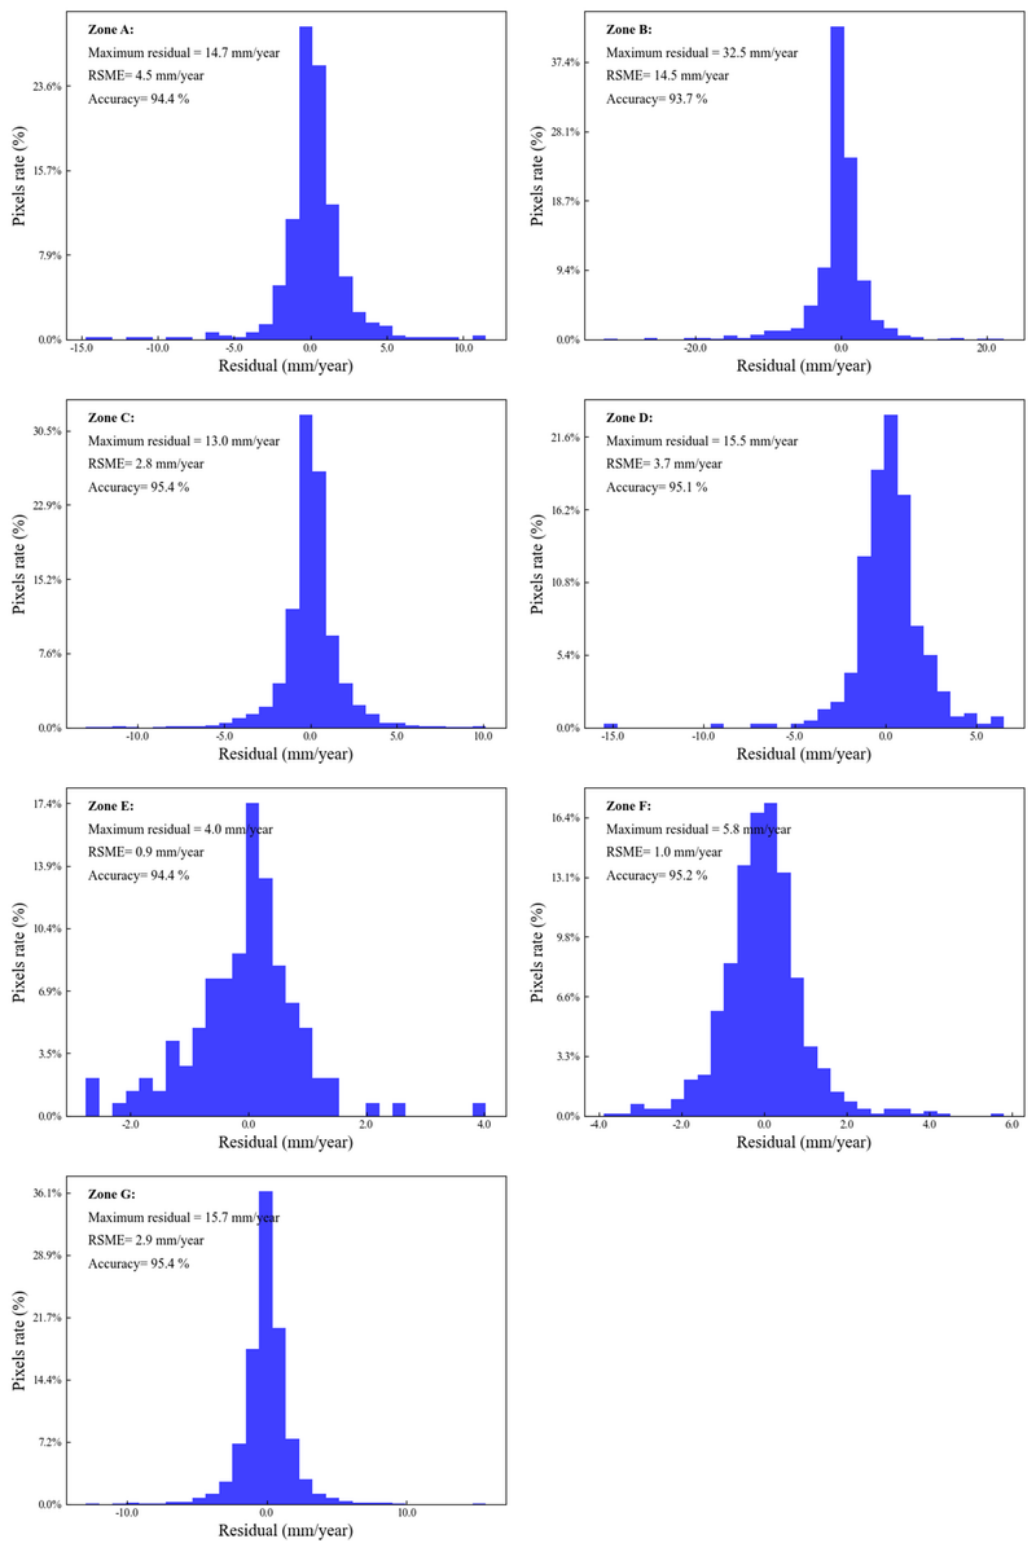 Zone A:
Maximum residual = 14.7 mm/year
RSME= 4.5 mm/year
Accuracy= 94.4 %
Pixels rate (%)
23.6%
15.7%
7.9%
0.0%
-15.0 -10.0 -5.0 0.0 5.0 10.0
Residual (mm/year)
Zone B:
Maximum residual = 32.5 mm/year
RSME= 14.5 mm/year
Accuracy= 93.7 %
Pixels rate (%)
37.4%
28.1%
18.7%
9.4%
0.0%
-20.0 0.0 20.0
Residual (mm/year)
Zone C:
Maximum residual = 13.0 mm/year
RSME= 2.8 mm/year
Accuracy= 95.4 %
Pixels rate (%)
30.5%
22.9%
15.2%
7.6%
0.0%
-10.0 -5.0 0.0 5.0 10.0
Residual (mm/year)
Zone D:
Maximum residual = 15.5 mm/year
RSME= 3.7 mm/year
Accuracy= 95.1 %
Pixels rate (%)
21.6%
16.2%
10.8%
5.4%
0.0%
-15.0 -10.0 -5.0 0.0 5.0
Residual (mm/year)
Zone E:
Maximum residual = 4.0 mm/year
RSME= 0.9 mm/year
Accuracy= 94.4 %
Pixels rate (%)
17.4%
13.9%
10.4%
6.9%
3.5%
0.0%
-2.0 0.0 2.0 4.0
Residual (mm/year)
Zone F:
Maximum residual = 5.8 mm/year
RSME= 1.0 mm/year
Accuracy= 95.2 %
Pixels rate (%)
16.4%
13.1%
9.8%
6.6%
3.3%
0.0%
-4.0 -2.0 0.0 2.0 4.0 6.0
Residual (mm/year)
Zone G:
Maximum residual = 15.7 mm/year
RSME= 2.9 mm/year
Accuracy= 95.4 %
Pixels rate (%)
36.1%
28.9%
21.7%
14.4%
7.2%
0.0%
-10.0 0.0 10.0
Residual (mm/year)